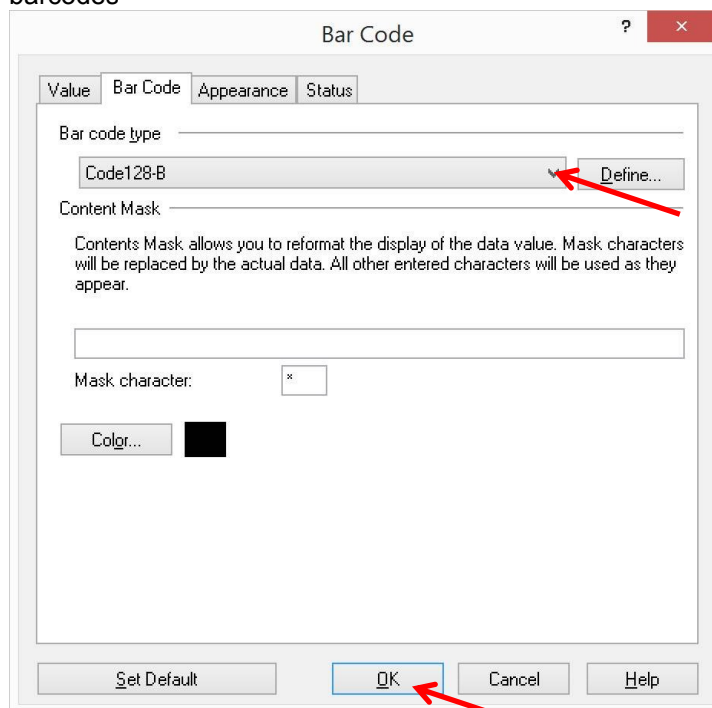 barcodes
Bar Code
?
×
Value Bar Code Appearance Status
Bar code type
Code128-B
Define...
Content Mask
Contents Mask allows you to reformat the display of the data value. Mask characters
will be replaced by the actual data. All other entered characters will be used as they
appear.
Mask character: *
Color...
Set Default OK Cancel Help